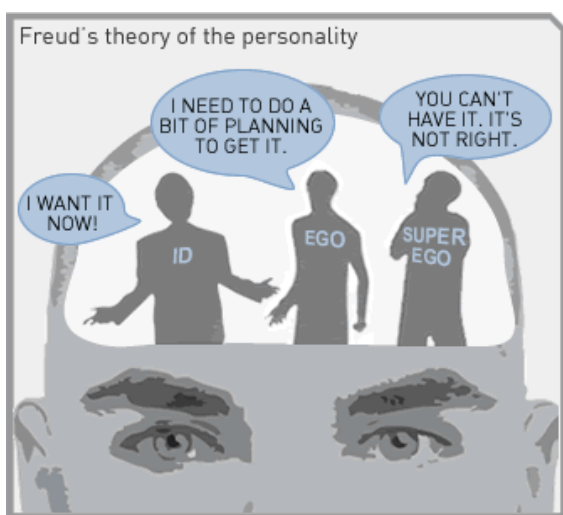 Freud's theory of the personality
I NEED TO DO A
BIT OF PLANNING
TO GET IT.
YOU CAN'T
HAVE IT. IT'S
NOT RIGHT.
I WANT IT
NOW!
ID
EGO
SUPER
EGO